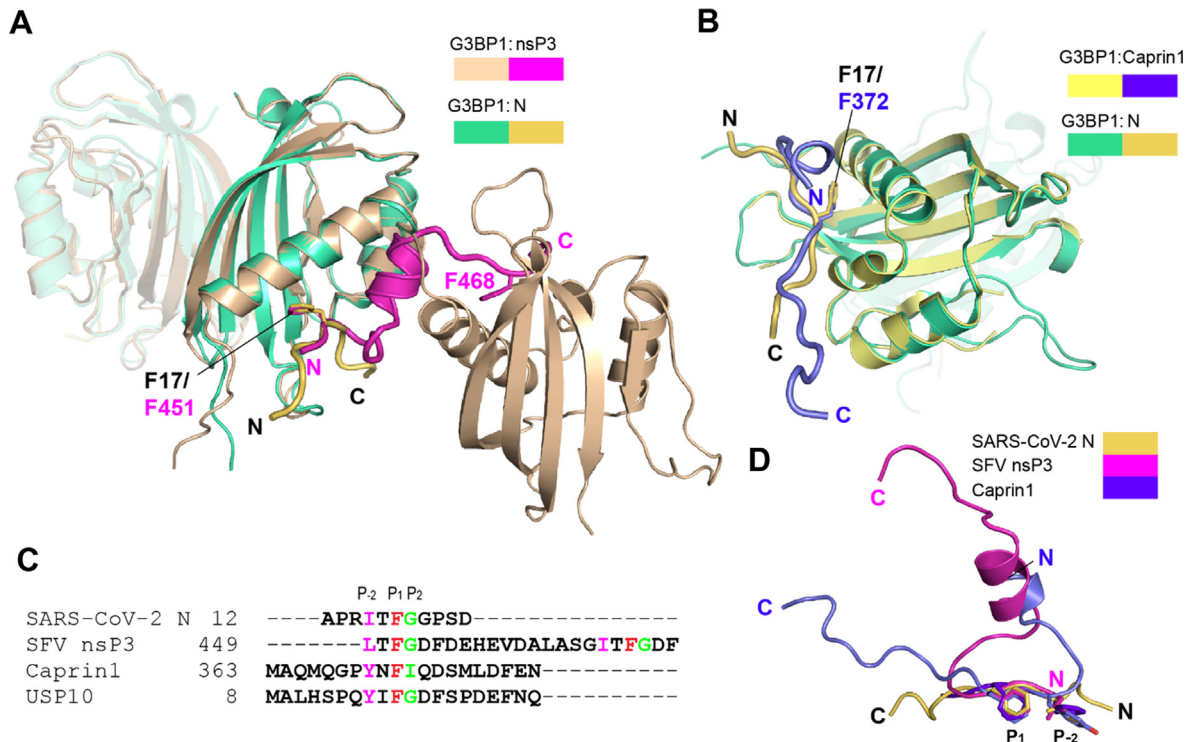 A
G3BP1: nsP3
G3BP1: N
F468
C
N
F17/
F451
C
N
B
G3BP1:Caprin1
G3BP1: N
F17/
F372
N
N
C
C
C
P-2 P1 P2
SARS-CoV-2 N 12 -----APRITFGGPSD------------------
SFV nsP3 449 --------LTFGDFDEHEVDALASGITFGDF
Caprin1 363 MAQMQGPYNFIQDSMLDFEN-----------
USP10 8 MALHSPQYIFGDFSPDEFNQ-----------
D
SARS-CoV-2 N
SFV nsP3
Caprin1
C
N
C
N
C
N
P1
P-2